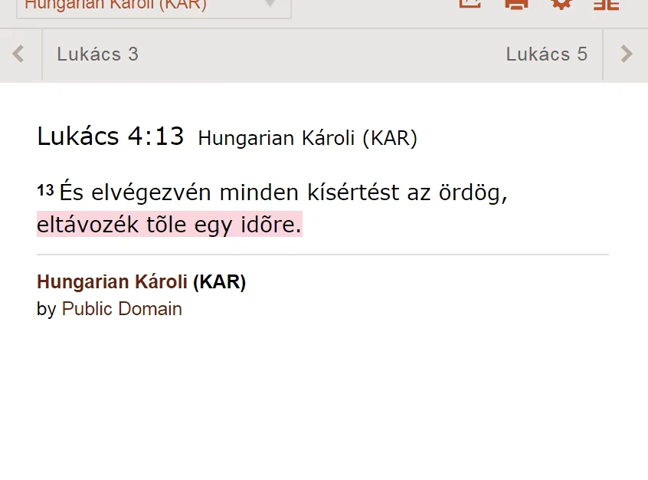 Hungarian Károli (KAR)
Lukács 3
Lukács 5
Lukács 4:13 Hungarian Károli (KAR)
13 És elvégezvén minden kísértést az ördög,
eltávozék tõle egy idõre.
Hungarian Károli (KAR)
by Public Domain